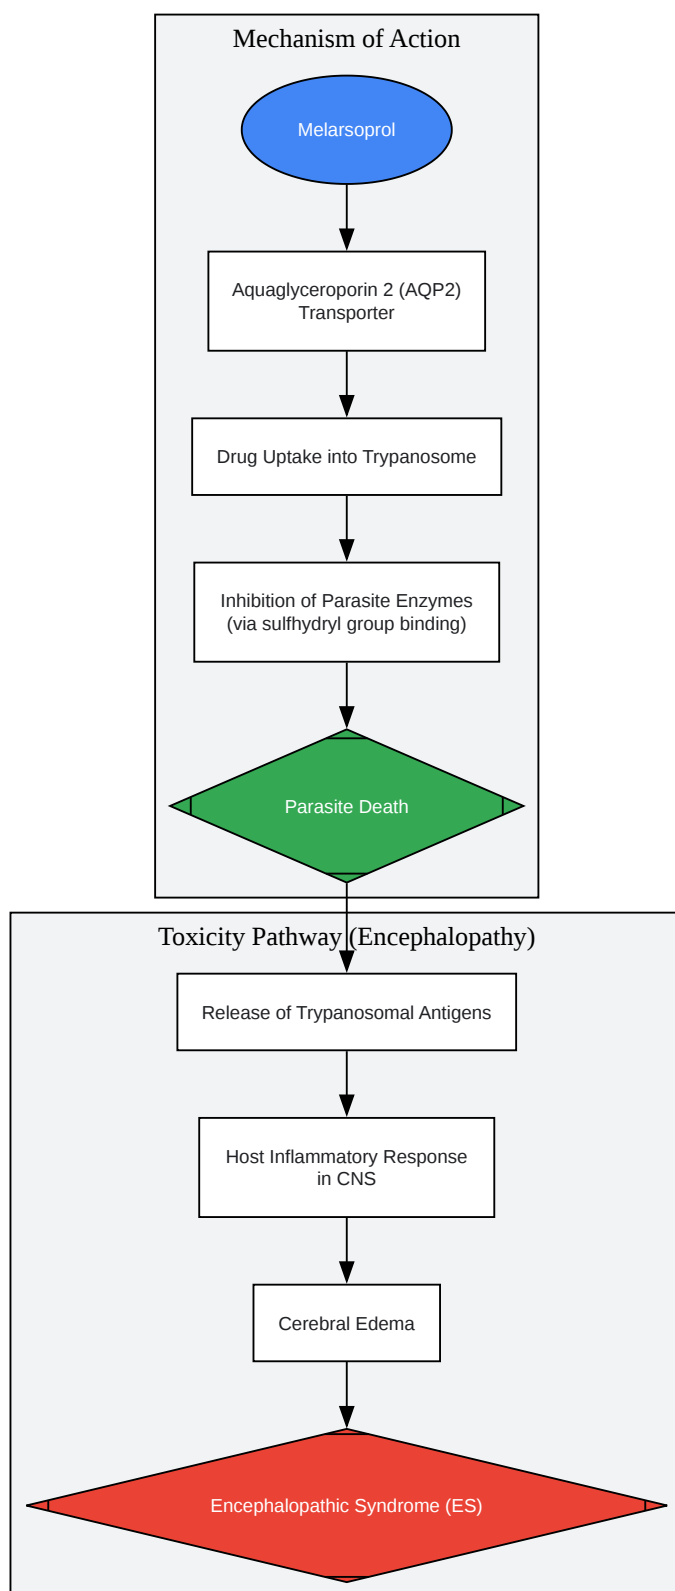 Mechanism of Action
Melarsoprol
Aquaglyceroporin 2 (AQP2)
Transporter
Drug Uptake into Trypanosome
Inhibition of Parasite Enzymes
(via sulfhydryl group binding)
Parasite Death
Toxicity Pathway (Encephalopathy)
Release of Trypanosomal Antigens
Host Inflammatory Response
in CNS
Cerebral Edema
Encephalopathic Syndrome (ES)